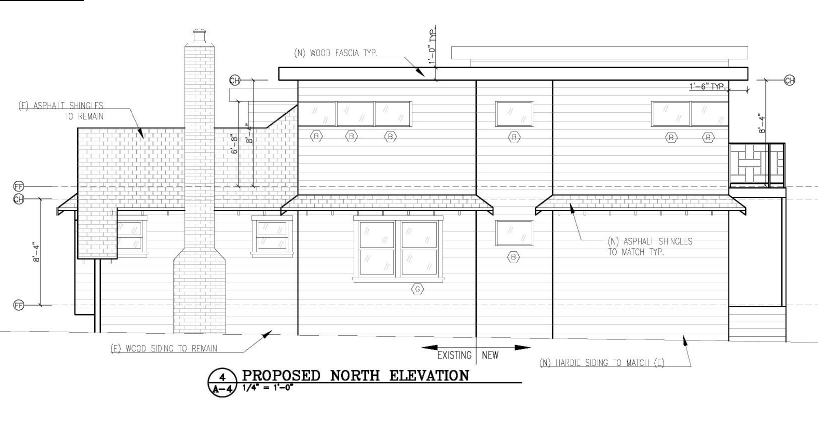 (N) WOOD FASCIA TYP.
1'-0" TYP.
CH
CH
1'-6" TYP.
(E) ASPHALT SHINGLES
TO REMAIN
6'-8"
8'-4"
8'-4"
B
B
B
B
B
B
FF
CH
8'-4"
(N) ASPHALT SHINGLES
TO MATCH TYP.
B
G
FF
(E) WOOD SIDING TO REMAIN
EXISTING
NEW
(N) HARDIE SIDING TO MATCH (E)
4
A-4
PROPOSED NORTH ELEVATION
1/4" = 1'-0"